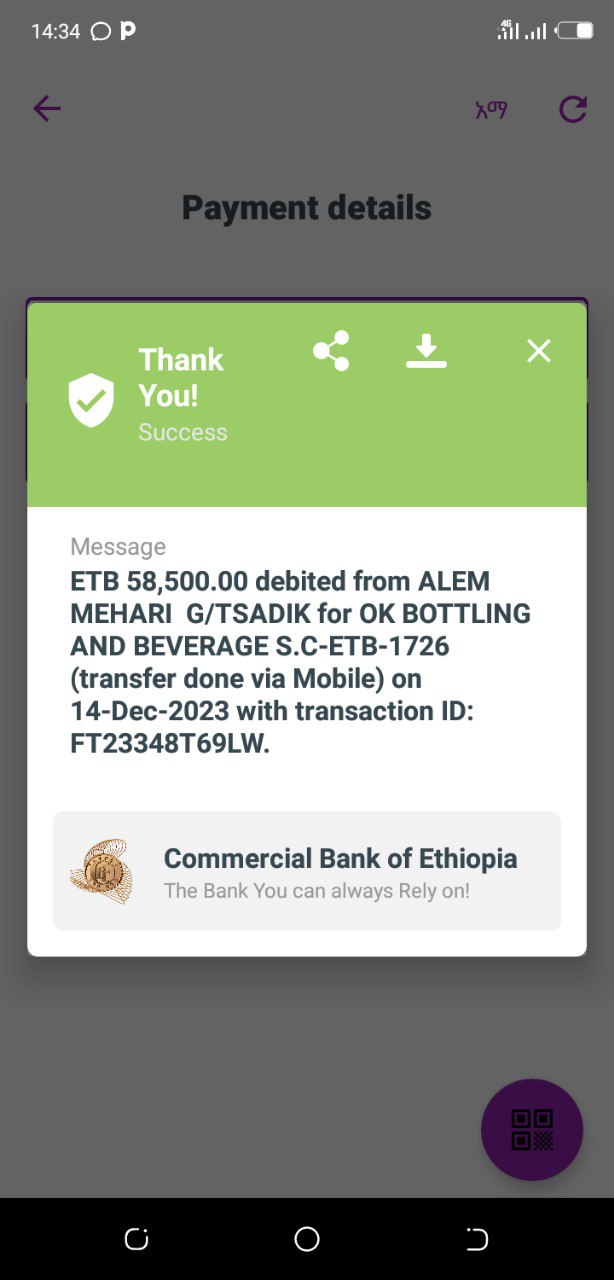 14:34
4G
አማ
Payment details
Thank
You!
Success
Message
ETB 58,500.00 debited from ALEM
MEHARI  G/TSADIK for OK BOTTLING
AND BEVERAGE S.C-ETB-1726
(transfer done via Mobile) on
14-Dec-2023 with transaction ID:
FT23348T69LW.
Commercial Bank of Ethiopia
The Bank You can always Rely on!